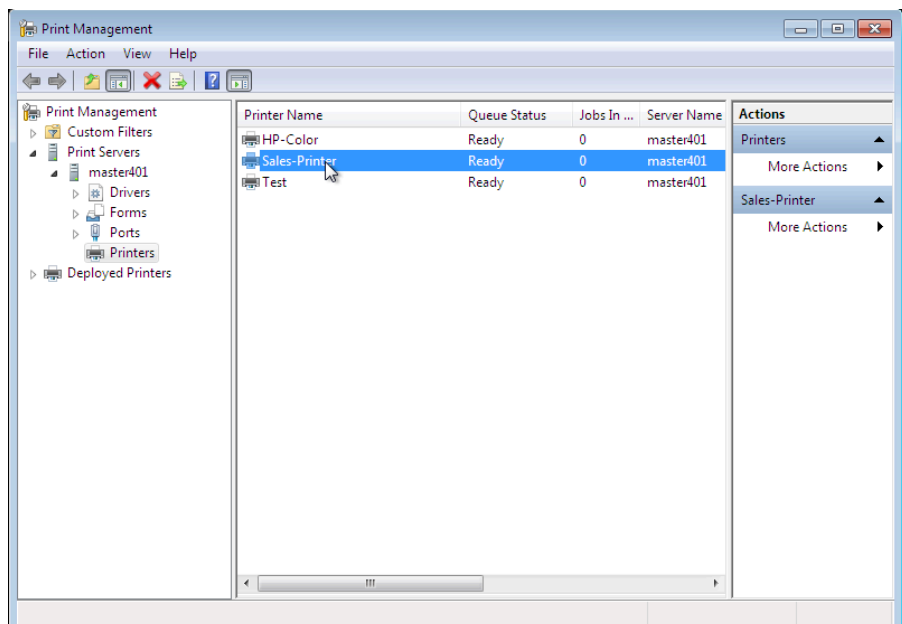 Print Management
File Action View Help
Print Management
Custom Filters
Print Servers
master401
Drivers
Forms
Ports
Printers
Deployed Printers
Printer Name Queue Status Jobs In ... Server Name
HP-Color Ready 0 master401
Sales-Printer Ready 0 master401
Test Ready 0 master401
Actions
Printers
More Actions
Sales-Printer
More Actions